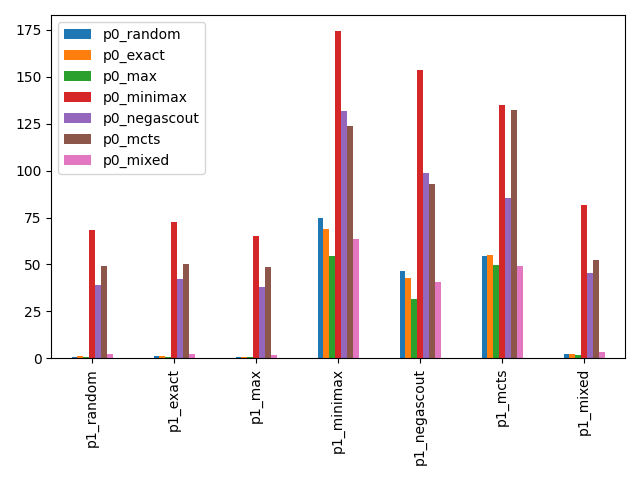 p0_random
p0_exact
p0_max
p0_minimax
p0_negascout
p0_mcts
p0_mixed
175
150
125
100
75
50
25
0
p1_random
p1_exact
p1_max
p1_minimax
p1_negascout
p1_mcts
p1_mixed